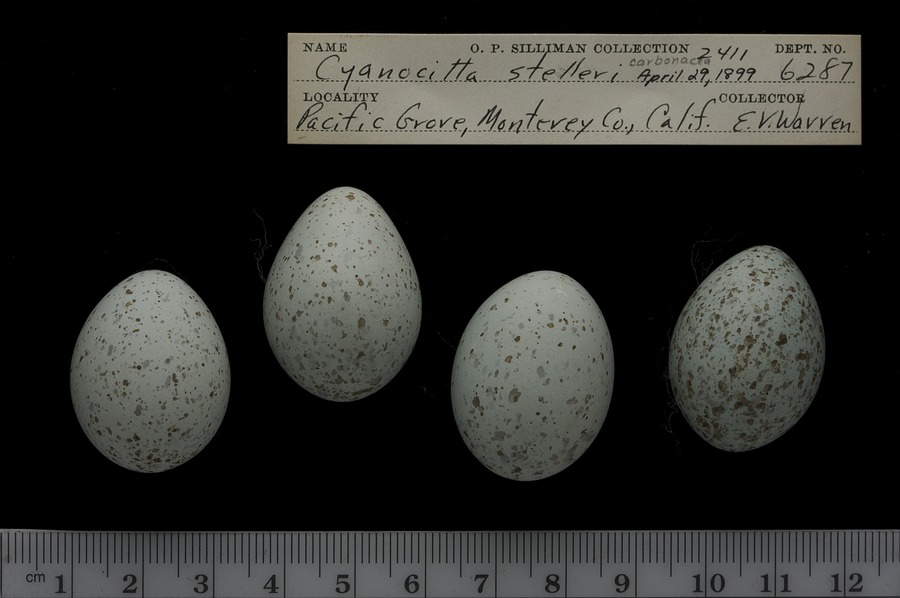 NAME O. P. SILLIMAN COLLECTION 2411 DEPT. NO.
Cyanocitta stelleri carbonacea April 29, 1899 6287
LOCALITY COLLECTOR
Pacific Grove, Monterey Co., Calif. E.V. Warren
cm 1 2 3 4 5 6 7 8 9 10 11 12